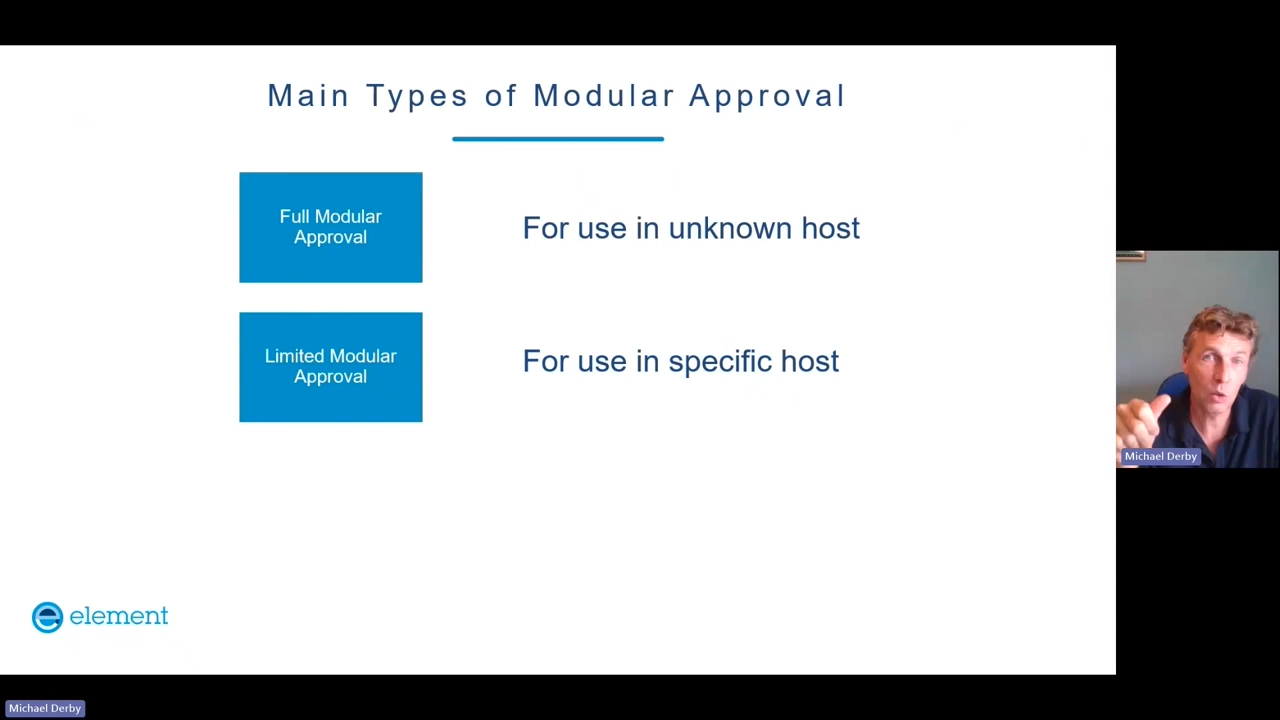 Main Types of Modular Approval
Full Modular
Approval
For use in unknown host
Limited Modular
Approval
For use in specific host
element
Michael Derby
Michael Derby